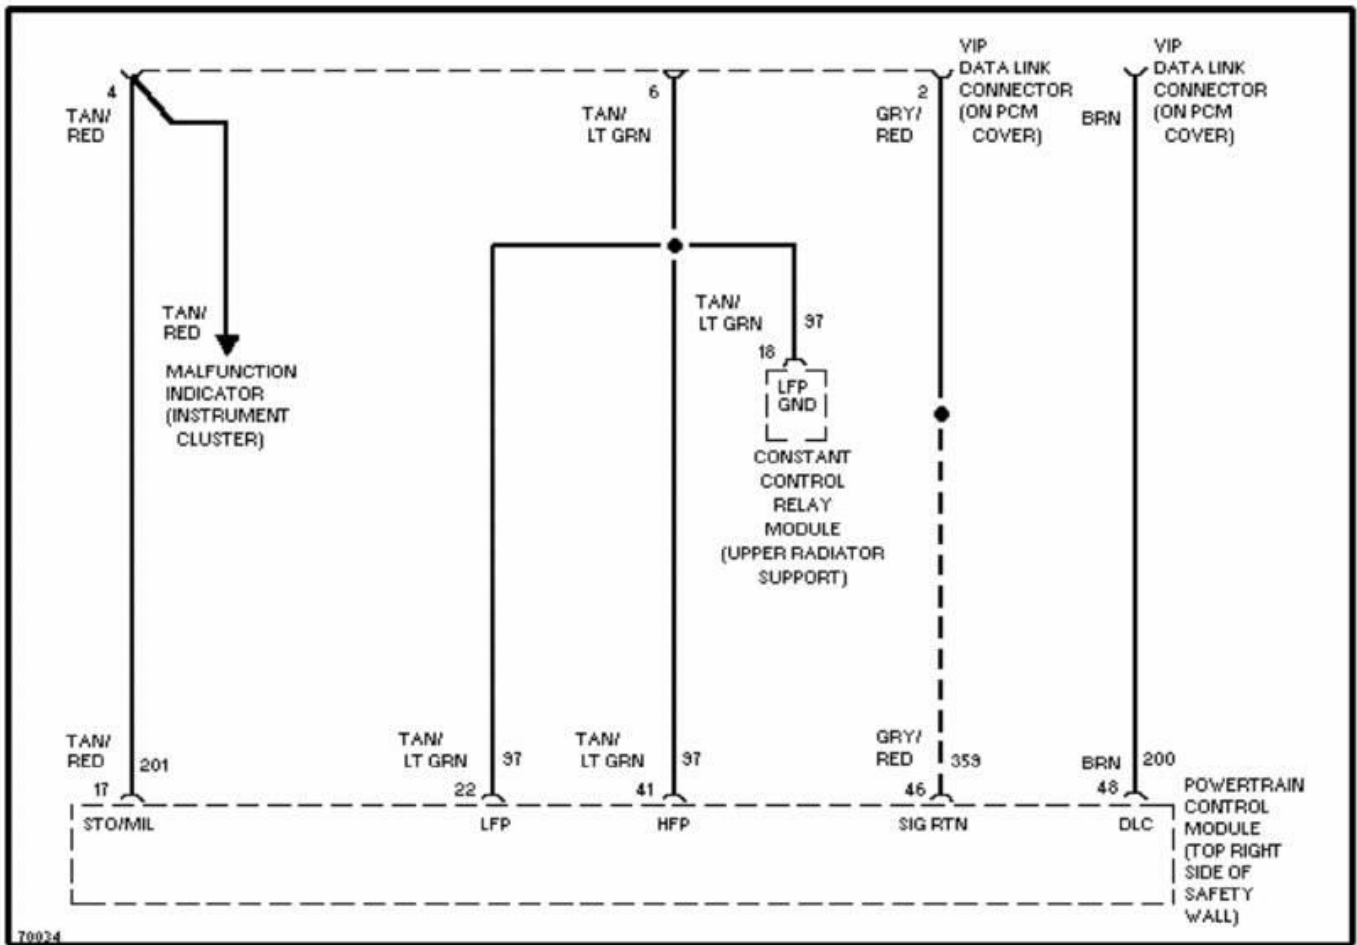 VIP
DATA LINK
CONNECTOR
(ON PCM
COVER)
VIP
DATA LINK
CONNECTOR
(ON PCM
COVER)
4
TAN/
RED
6
TAN/
LT GRN
2
GRY/
RED
BRN
TAN/
RED
MALFUNCTION
INDICATOR
(INSTRUMENT
CLUSTER)
TAN/
LT GRN
97
18
LFP
GND
CONSTANT
CONTROL
RELAY
MODULE
(UPPER RADIATOR
SUPPORT)
TAN/
RED
201
17
STO/MIL
TAN/
LT GRN
97
22
LFP
TAN/
LT GRN
97
41
HFP
GRY/
RED
359
46
SIG RTN
BRN
200
48
DLC
POWERTRAIN
CONTROL
MODULE
(TOP RIGHT
SIDE OF
SAFETY
WALL)
70034